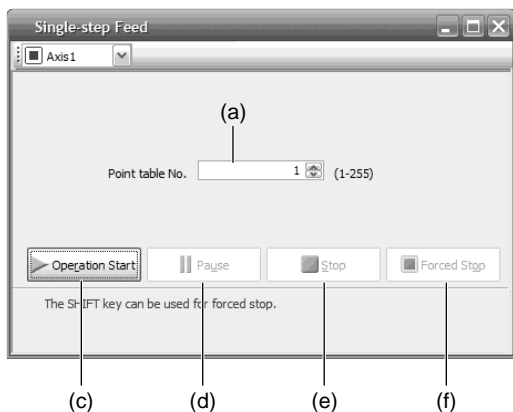 Single-step Feed
Axis1
(a)
Point table No. 1 (1-255)
Operation Start Pause Stop Forced Stop
The SHIFT key can be used for forced stop.
(c) (d) (e) (f)